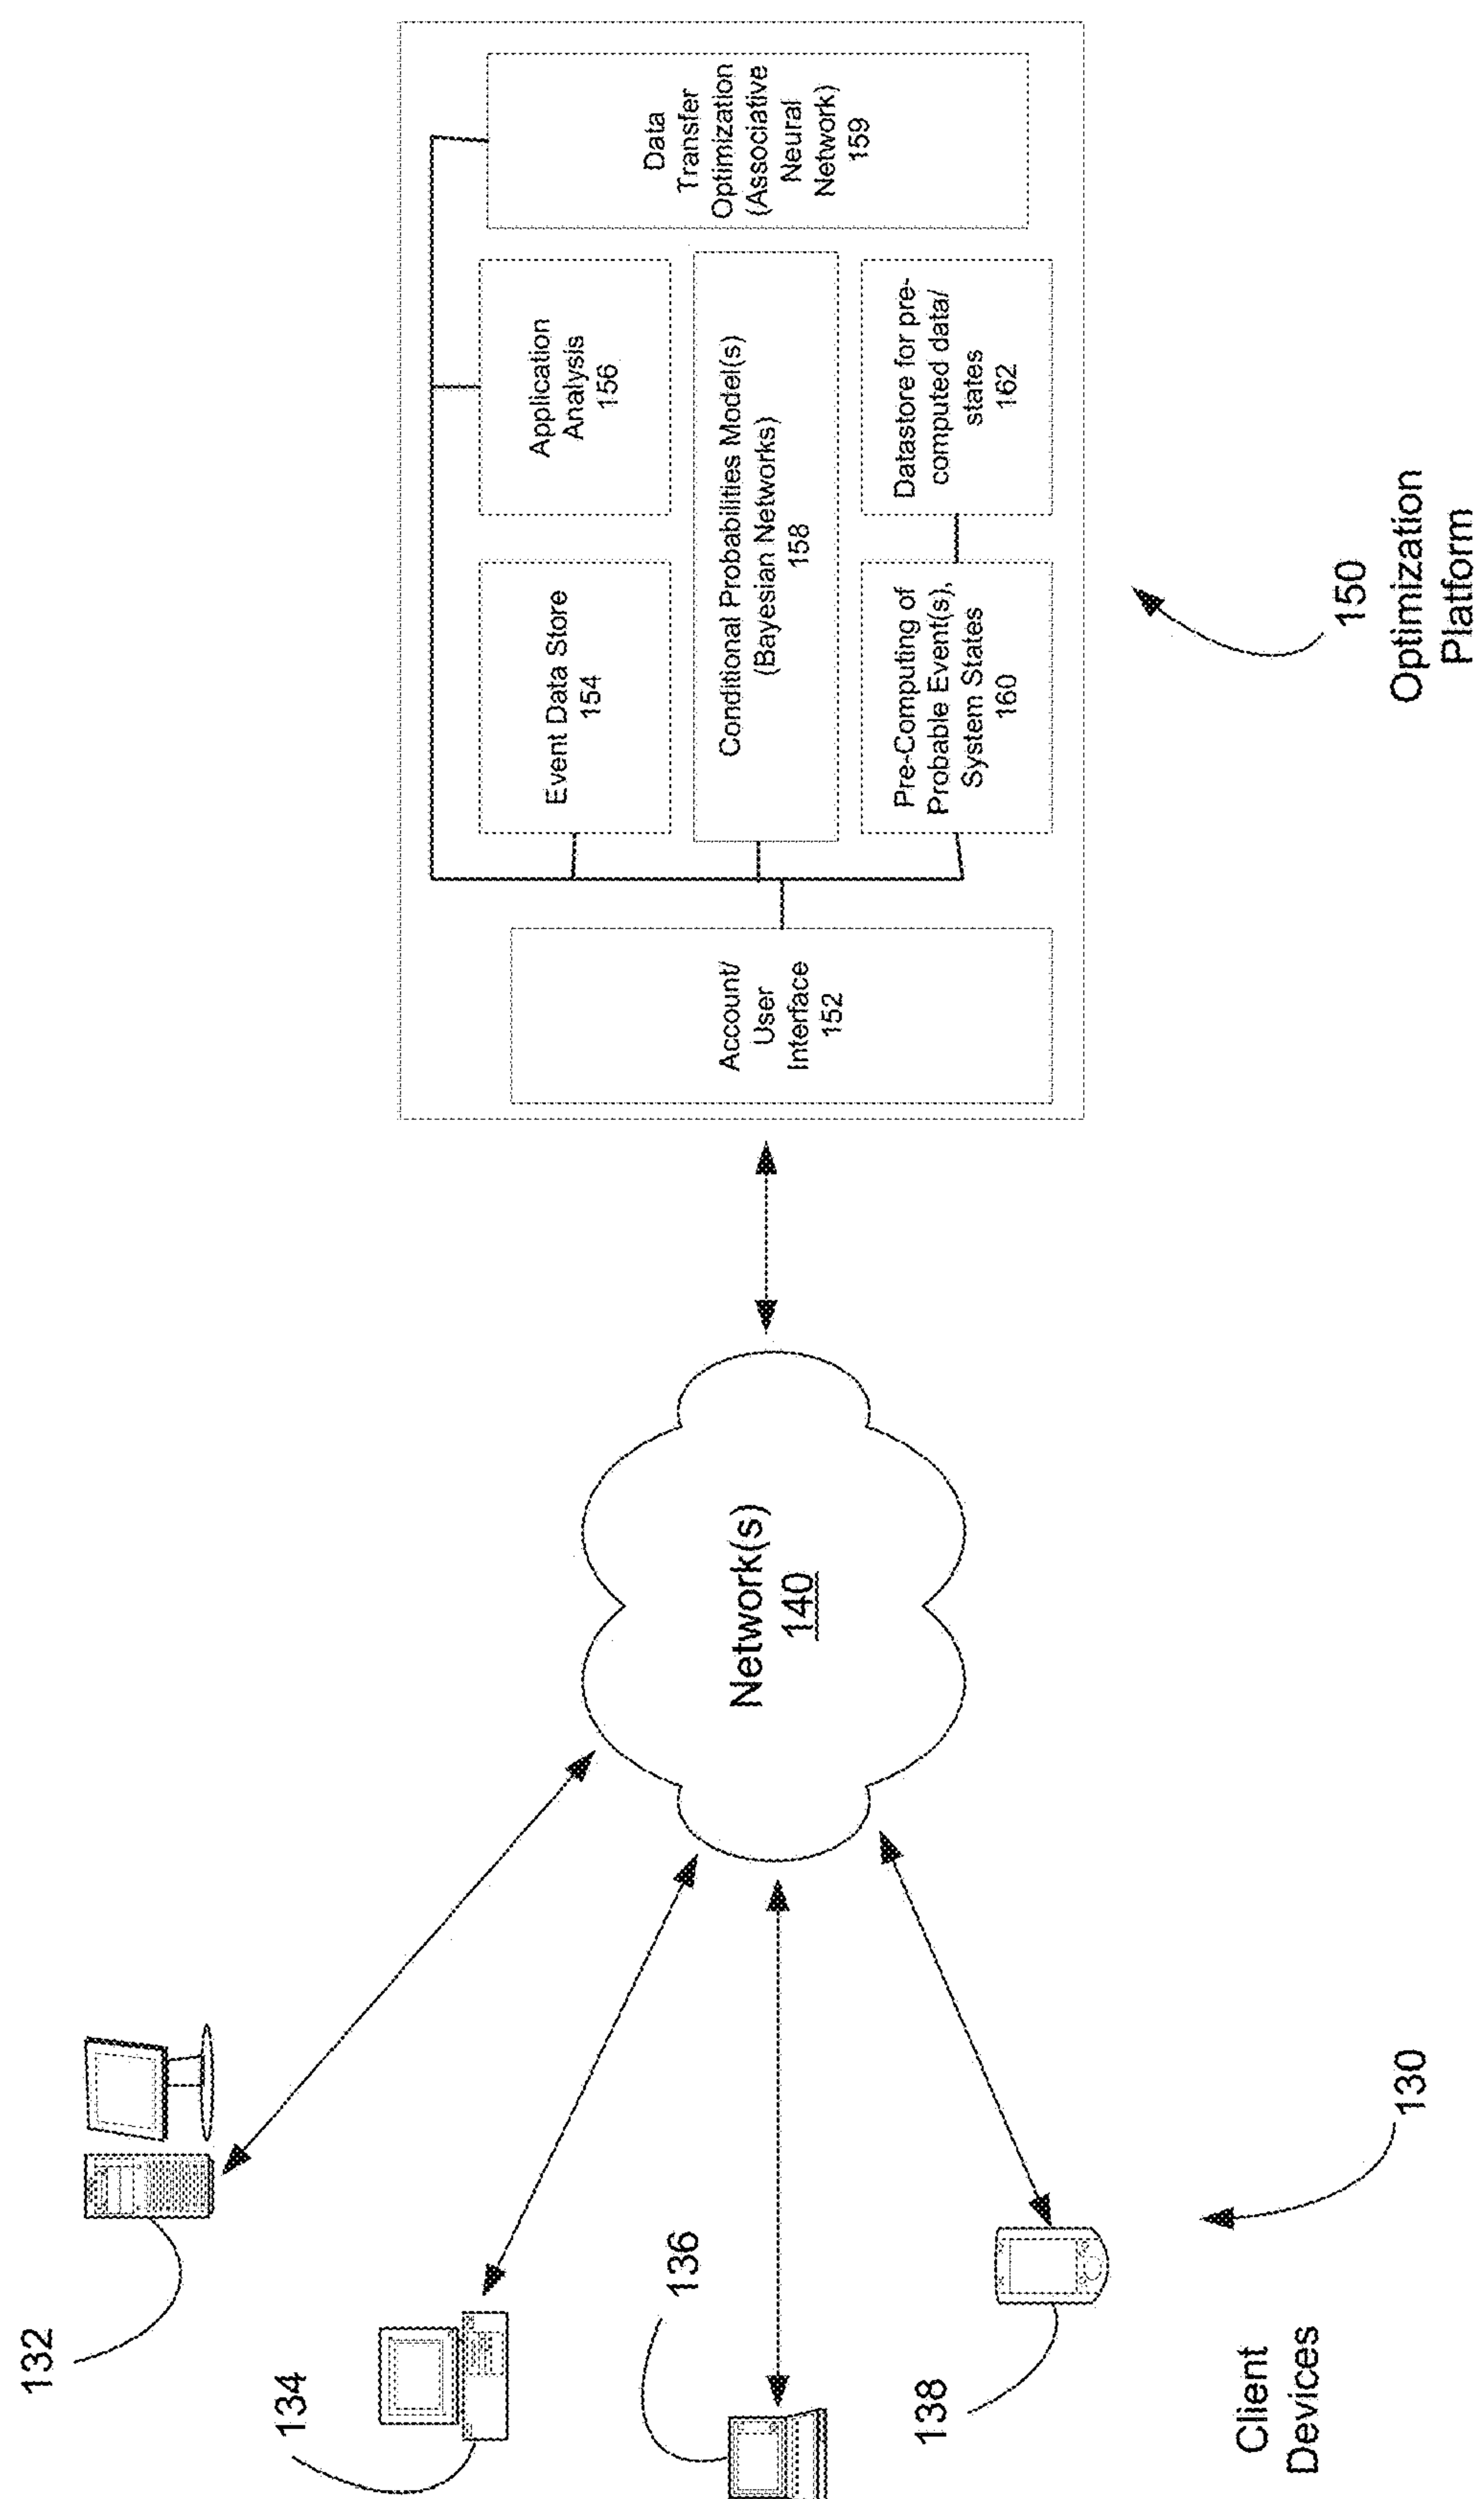 132
134
136
138
Client
Devices
130
Network(s)
140
Account/
User
Interface
152
Event Data Store
154
Application
Analysis
156
Conditional Probabilities Model(s)
(Bayesian Networks)
158
Pre-Computing of
Probable Event(s),
System States
160
Datastore for pre-
computed data/
states
162
Data
Transfer
Optimization
(Associative
Neural
Network)
159
150
Optimization
Platform